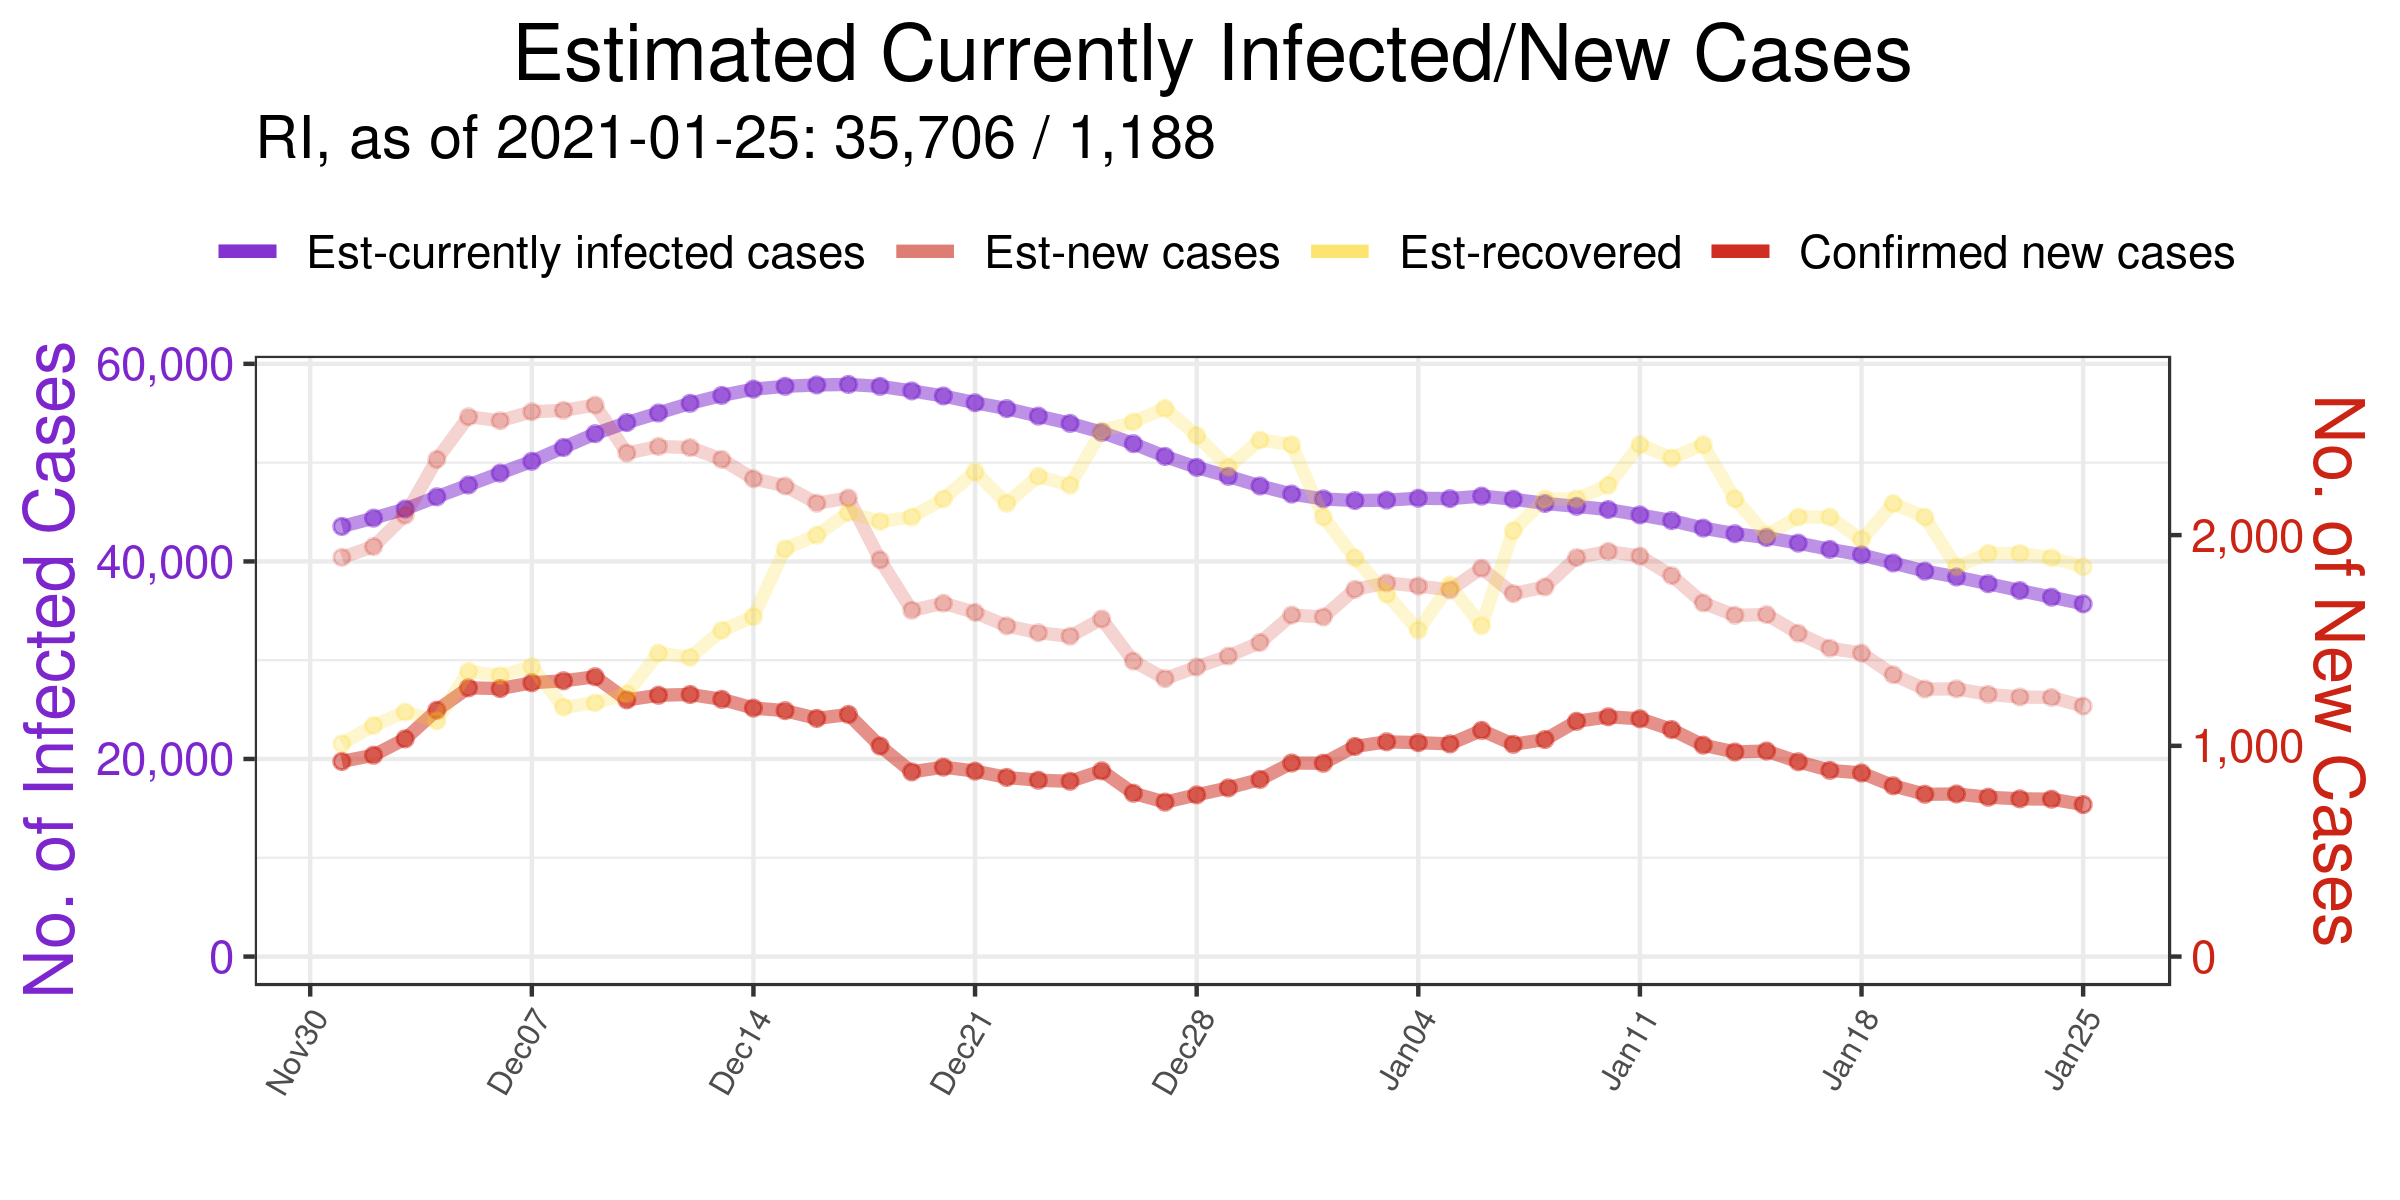 Estimated Currently Infected/New Cases
RI, as of 2021-01-25: 35,706 / 1,188
Est-currently infected cases Est-new cases Est-recovered Confirmed new cases
No. of Infected Cases
60,000
40,000
20,000
0
2,000
1,000
0
No. of New Cases
Nov30 Dec07 Dec14 Dec21 Dec28 Jan04 Jan11 Jan18 Jan25